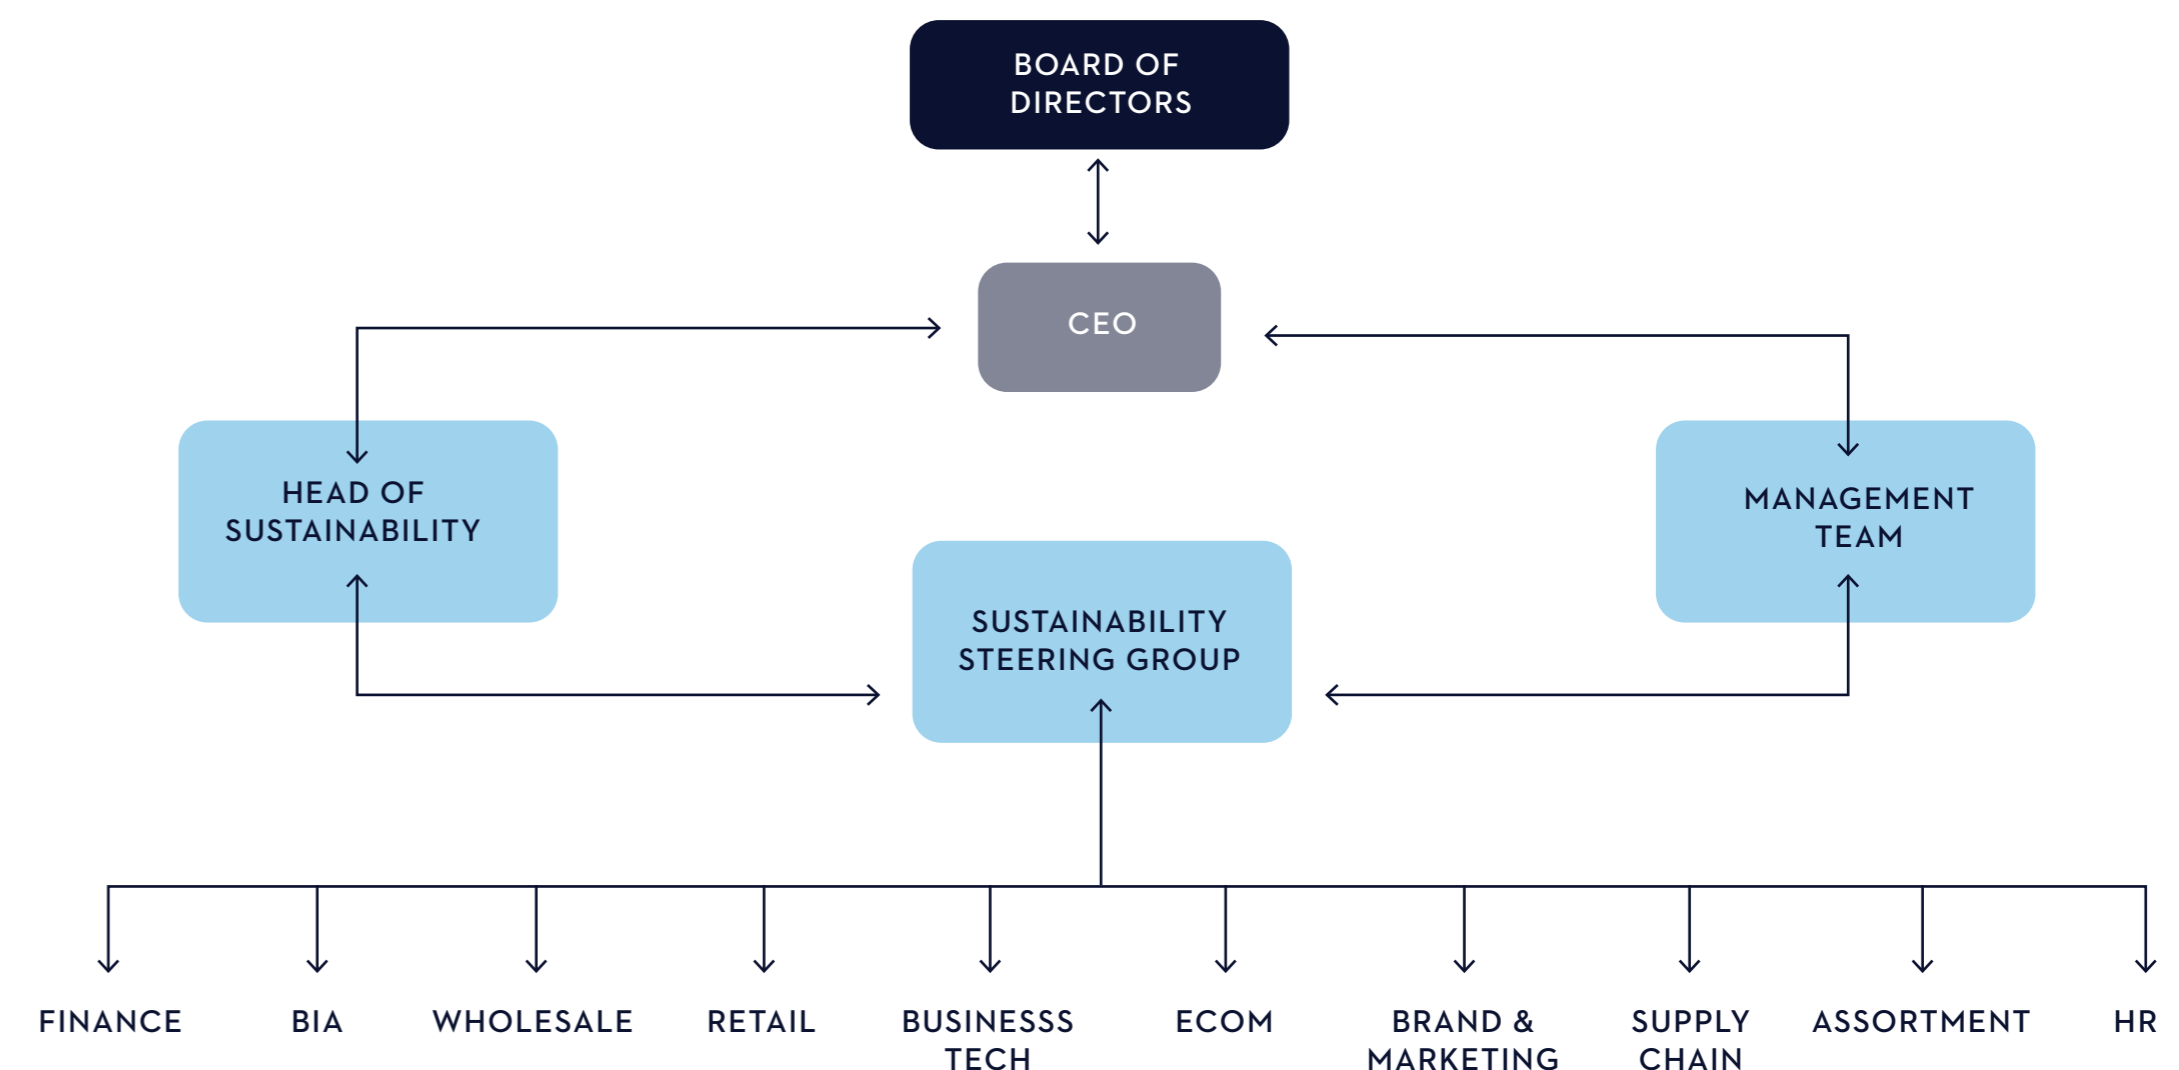 BOARD OF
DIRECTORS
CEO
HEAD OF
SUSTAINABILITY
MANAGEMENT
TEAM
SUSTAINABILITY
STEERING GROUP
FINANCE
BIA
WHOLESALE
RETAIL
BUSINESSS
TECH
ECOM
BRAND &
MARKETING
SUPPLY
CHAIN
ASSORTMENT
HR